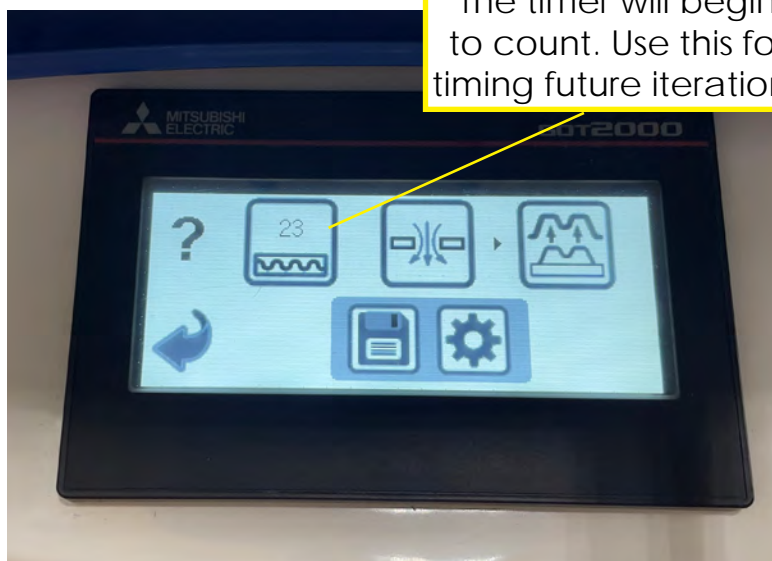 The timer will begin
to count. Use this fo
timing future iteration
MITSUBISHI
ELECTRIC
GOT2000
?
23